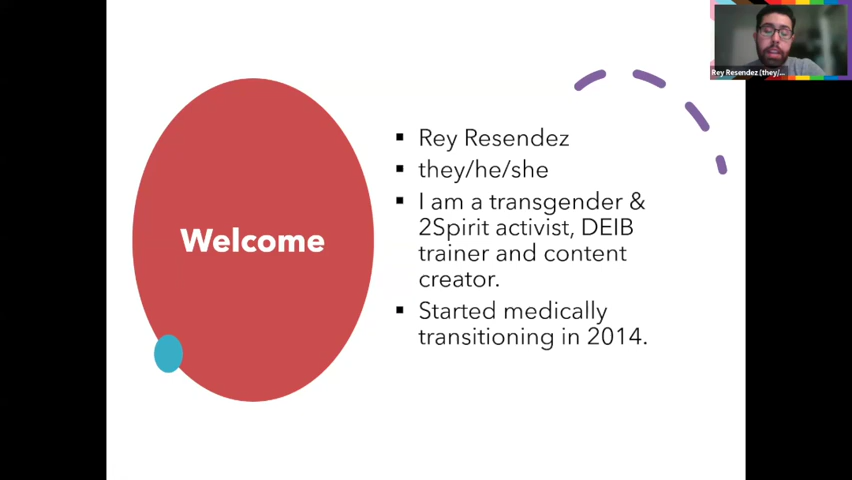 Welcome
▪ Rey Resendez
▪ they/he/she
▪ I am a transgender &
2Spirit activist, DEIB
trainer and content
creator.
▪ Started medically
transitioning in 2014.
Rey Resendez (they/...